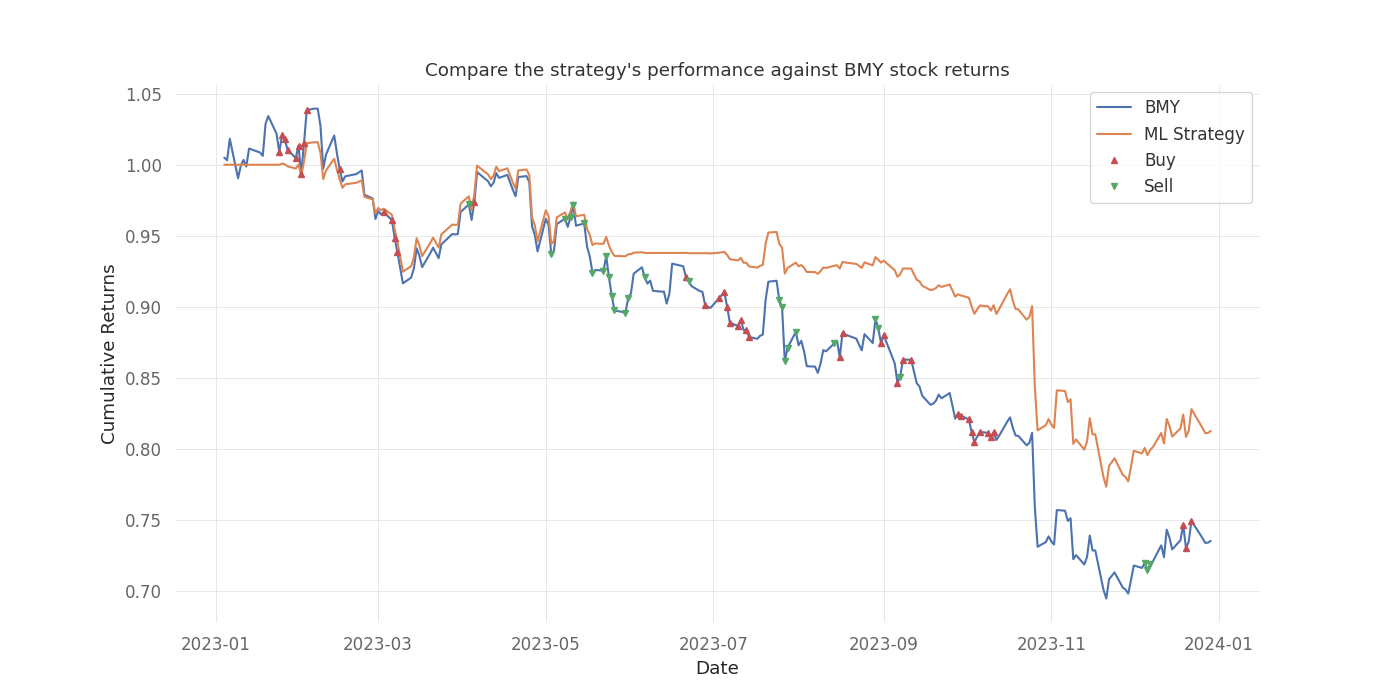 Compare the strategy's performance against BMY stock returns
BMY
ML Strategy
Buy
Sell
Cumulative Returns
1.05
1.00
0.95
0.90
0.85
0.80
0.75
0.70
2023-01
2023-03
2023-05
2023-07
2023-09
2023-11
2024-01
Date